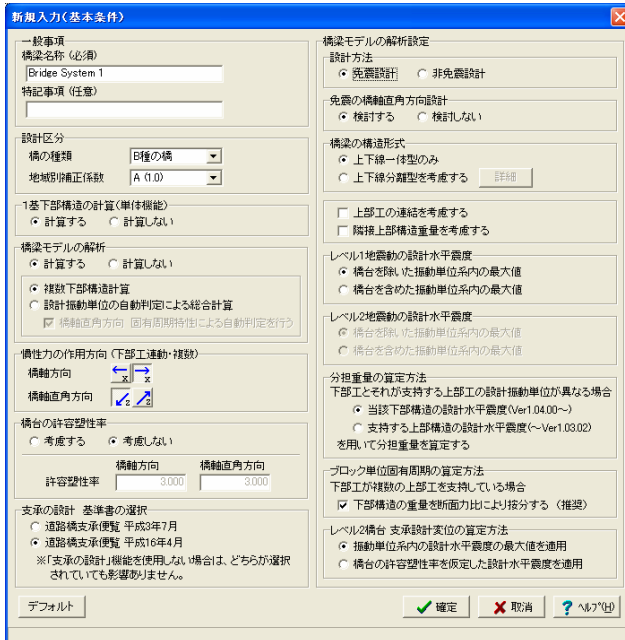 新規入力(基本条件)
一般事項
橋梁名称 (必須)
Bridge System 1
特記事項 (任意)
設計区分
橋の種類 B種の橋
地域別補正係数 A (1.0)
1基下部構造の計算(単体機能)
計算する 計算しない
橋梁モデルの解析
計算する 計算しない
複数下部構造計算
設計振動単位の自動判定による総合計算
橋軸直角方向 固有周期特性による自動判定を行う
慣性力の作用方向 (下部工連動・複数)
橋軸方向 X X
橋軸直角方向 Z Z
橋台の許容塑性率
考慮する 考慮しない
橋軸方向 橋軸直角方向
許容塑性率 3.000 3.000
支承の設計 基準書の選択
道路橋支承便覧 平成3年7月
道路橋支承便覧 平成16年4月
※「支承の設計」機能を使用しない場合は、どちらが選択
されていても影響ありません。
橋梁モデルの解析設定
設計方法
免震設計 非免震設計
免震の橋軸直角方向設計
検討する 検討しない
橋梁の構造形式
上下線一体型のみ
上下線分離型を考慮する 詳細
上部工の連結を考慮する
隣接上部構造重量を考慮する
レベル1地震動の設計水平震度
橋台を除いた振動単位系内の最大値
橋台を含めた振動単位系内の最大値
レベル2地震動の設計水平震度
橋台を除いた振動単位系内の最大値
橋台を含めた振動単位系内の最大値
分担重量の算定方法
下部工とそれが支持する上部工の設計振動単位が異なる場合
当該下部構造の設計水平震度(Ver1.04.00～)
支持する上部構造の設計水平震度(～Ver1.03.02)
を用いて分担重量を算定する
ブロック単位固有周期の算定方法
下部工が複数の上部工を支持している場合
下部構造の重量を断面力比により按分する (推奨)
レベル2橋台 支承設計変位の算定方法
振動単位系内の設計水平震度の最大値を適用
橋台の許容塑性率を仮定した設計水平震度を適用
デフォルト 確定 取消 ヘルプ(H)